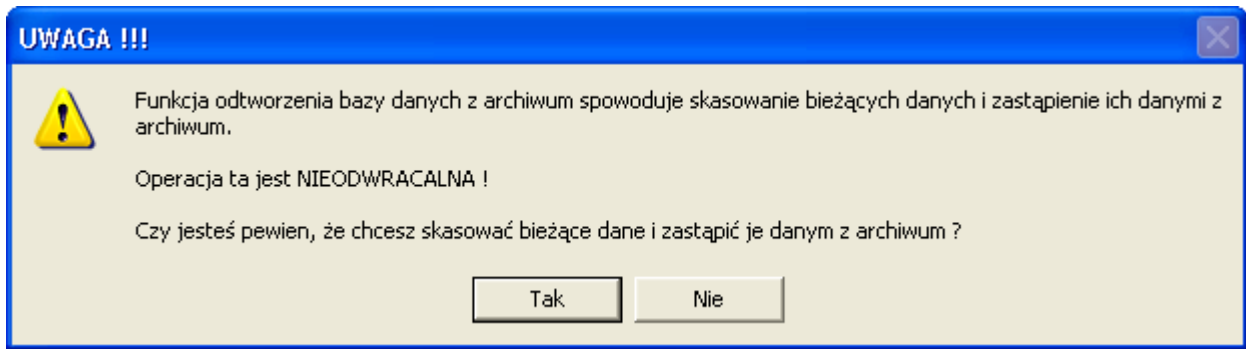 UWAGA !!!
Funkcja odtworzenia bazy danych z archiwum spowoduje skasowanie bieżących danych i zastąpienie ich danymi z
archiwum.
Operacja ta jest NIEODWRACALNA !
Czy jesteś pewien, że chcesz skasować bieżące dane i zastąpić je danym z archiwum ?
Tak
Nie